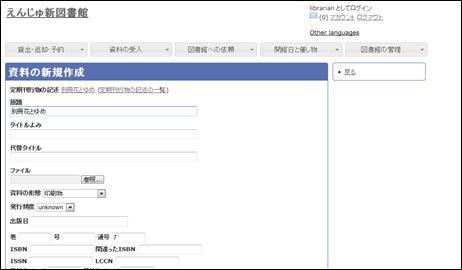 えんじゅ新図書館
librarian としてログイン
(0) アカウント ログアウト
Other languages
貸出・返却・予約 資料の受入 図書館への依頼 開館日と催し物 図書館の管理
資料の新規作成
定期刊行物の記述 別冊花とゆめ (定期刊行物の記述の一覧)
原題
別冊花とゆめ
タイトルよみ
代替タイトル
ファイル
参照...
資料の形態 印刷物
発行頻度 unknown
出版日
巻 号 通号 7
ISBN 間違ったISBN
ISSN LCCN
戻る